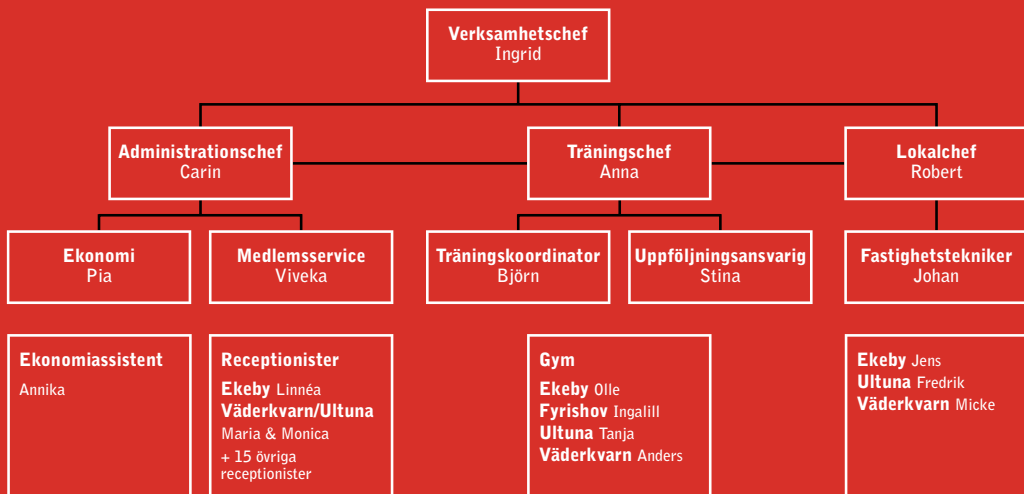 Verksamhetschef
Ingrid
Administrationschef
Carin
Träningschef
Anna
Lokalchef
Robert
Ekonomi
Pia
Medlemsservice
Viveka
Träningskoordinator
Björn
Uppföljningsansvarig
Stina
Fastighetstekniker
Johan
Ekonomiassistent
Annika
Receptionister
Ekeby Linnéa
Väderkvarn/Ultuna
Maria & Monica
+ 15 övriga
receptionister
Gym
Ekeby Olle
Fyrishov Ingalill
Ultuna Tanja
Väderkvarn Anders
Ekeby Jens
Ultuna Fredrik
Väderkvarn Micke